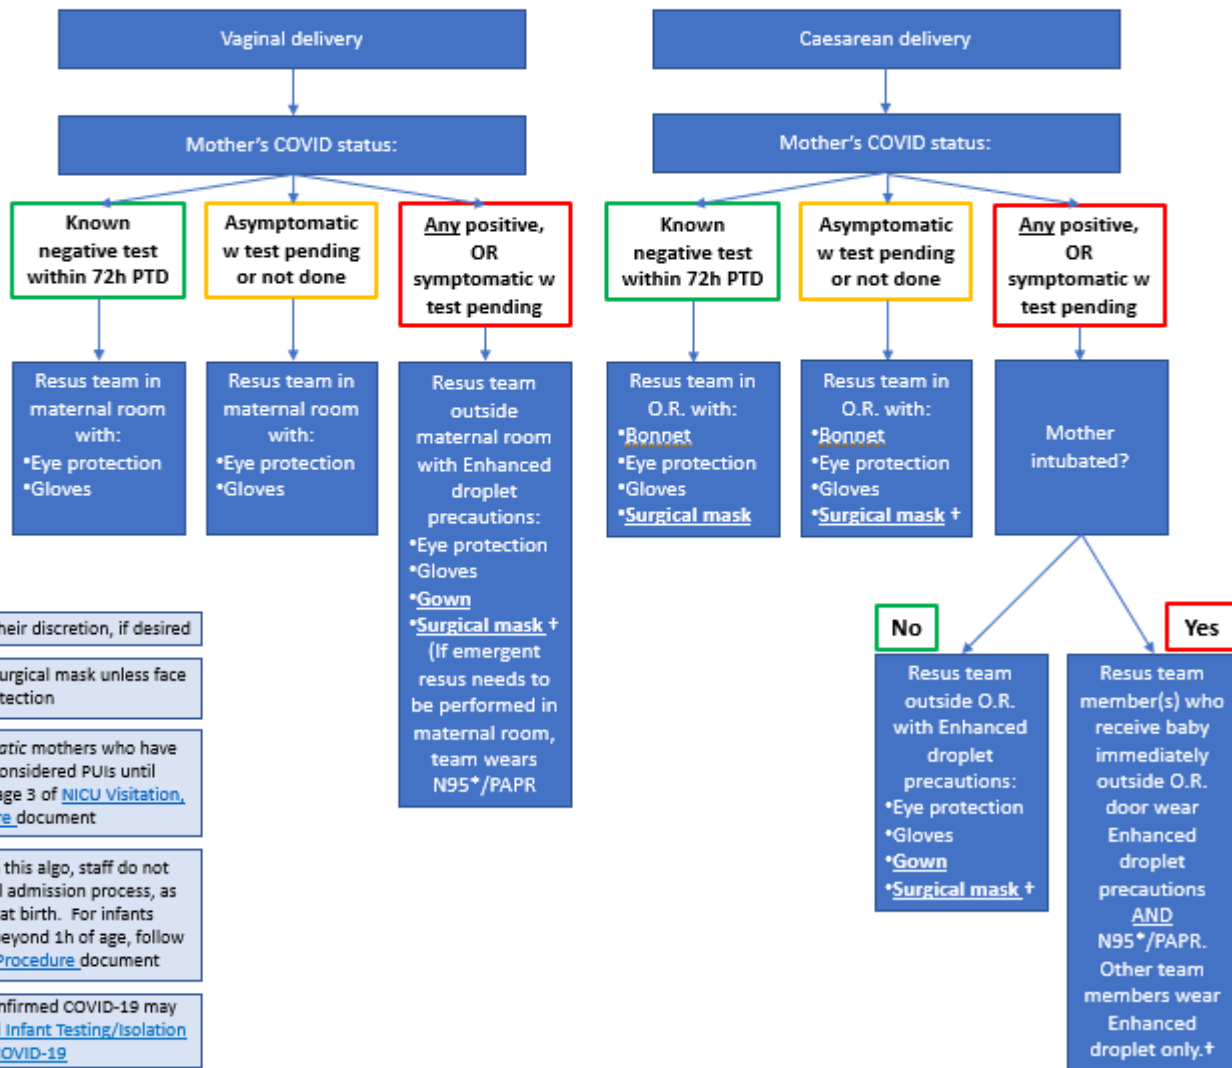 Vaginal delivery
Mother's COVID status:
Known
negative test
within 72h PTD
Asymptomatic
w test pending
or not done
Any positive,
OR
symptomatic w
test pending
Resus team in
maternal room
with:
•Eye protection
•Gloves
Resus team in
maternal room
with:
•Eye protection
•Gloves
Resus team
outside
maternal room
with Enhanced
droplet
precautions:
•Eye protection
•Gloves
•Gown
•Surgical mask †
(If emergent
resus needs to
be performed in
maternal room,
team wears
N95*/PAPR
Caesarean delivery
Mother's COVID status:
Known
negative test
within 72h PTD
Asymptomatic
w test pending
or not done
Any positive,
OR
symptomatic w
test pending
Resus team in
O.R. with:
•Bonnet
•Eye protection
•Gloves
•Surgical mask
Resus team in
O.R. with:
•Bonnet
•Eye protection
•Gloves
•Surgical mask †
Mother
intubated?
No
Resus team
outside O.R.
with Enhanced
droplet
precautions:
•Eye protection
•Gloves
•Gown
•Surgical mask †
Yes
Resus team
member(s) who
receive baby
immediately
outside O.R.
door wear
Enhanced
droplet
precautions
AND
N95*/PAPR.
Other team
members wear
Enhanced
droplet only.†
their discretion, if desired
surgical mask unless face
tection
atic mothers who have
onsidered PUIs until
age 3 of NICU Visitation,
re document
this algo, staff do not
l admission process, as
at birth. For infants
beyond 1h of age, follow
Procedure document
nfirmed COVID-19 may
d Infant Testing/Isolation
COVID-19